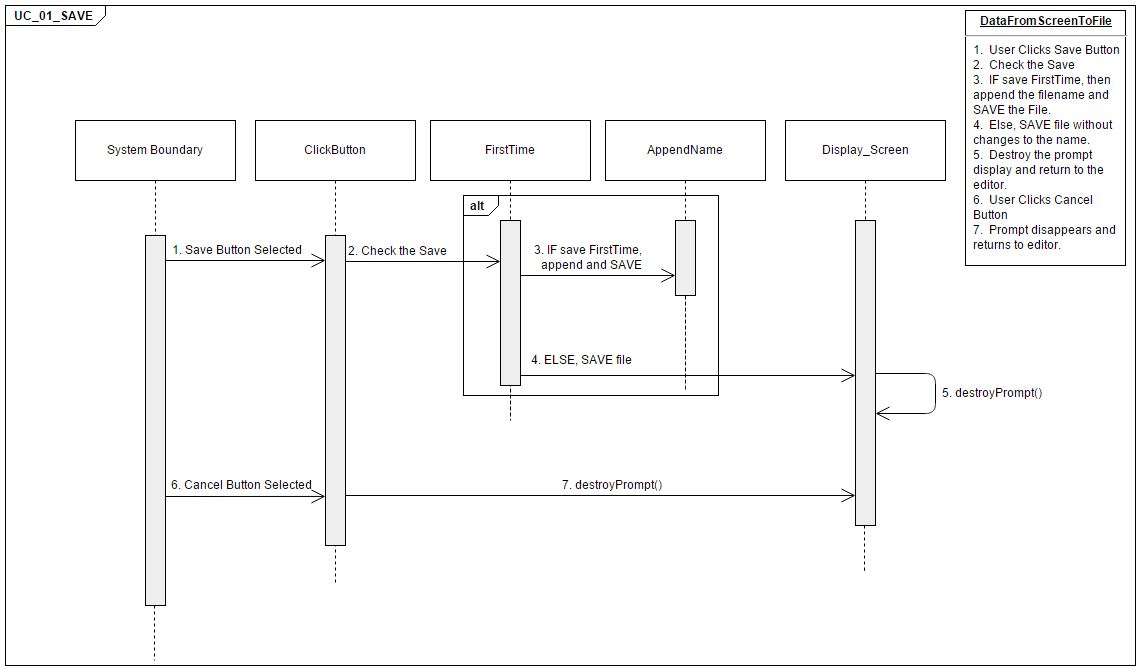 UC_01_SAVE
DataFromScreenToFile
1. User Clicks Save Button
2. Check the Save
3. IF save FirstTime, then
append the filename and
SAVE the File.
4. Else, SAVE file without
changes to the name.
5. Destroy the prompt
display and return to the
editor.
6. User Clicks Cancel
Button
7. Prompt disappears and
returns to editor.
System Boundary
ClickButton
FirstTime
AppendName
Display_Screen
alt
1. Save Button Selected
2. Check the Save
3. IF save FirstTime,
append and SAVE
4. ELSE, SAVE file
5. destroyPrompt()
6. Cancel Button Selected
7. destroyPrompt()